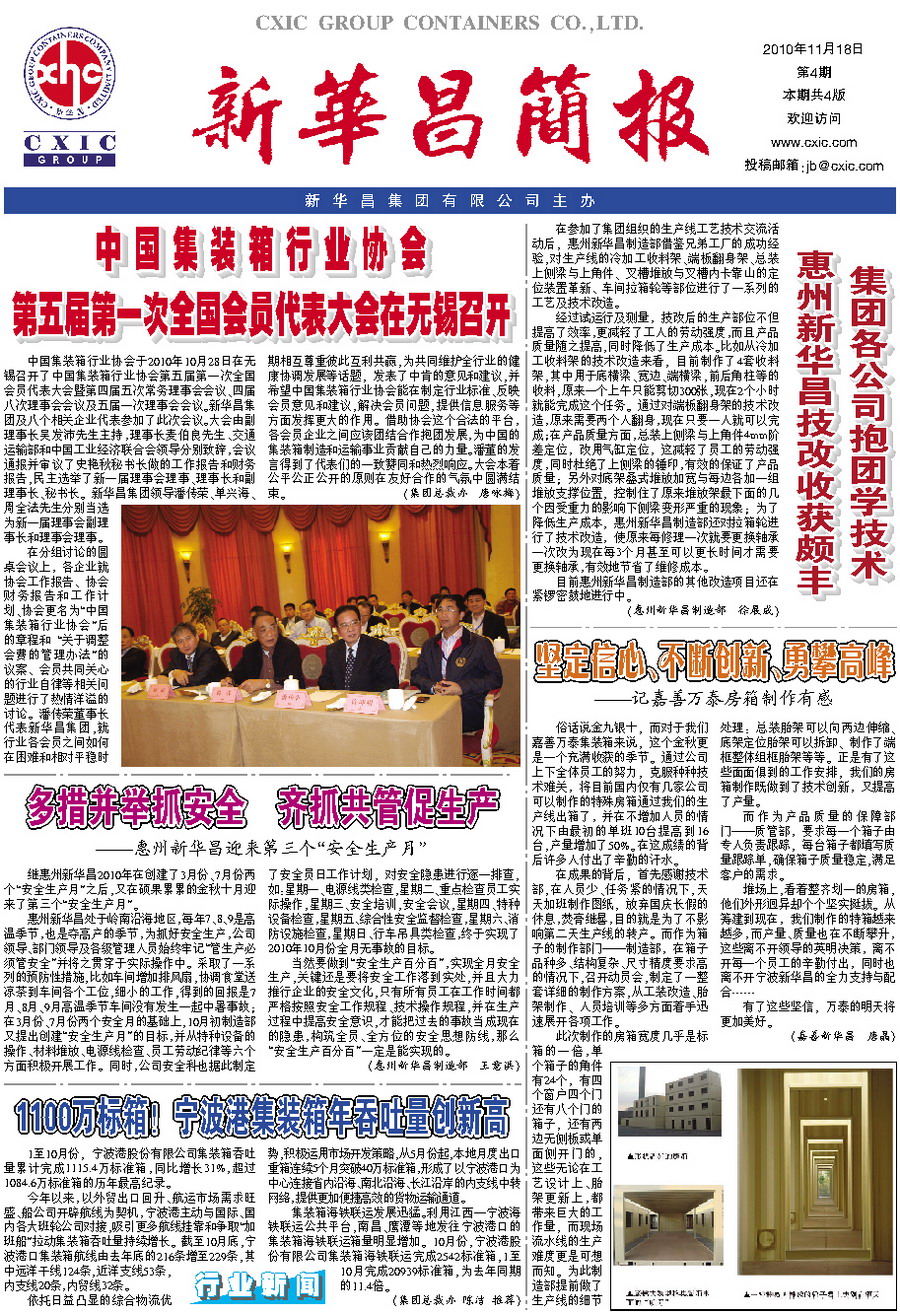 CXIC GROUP CONTAINERS CO.,LTD.
CXIC
GROUP
新華昌簡报
2010年11月18日
第4期
本期共4版
欢迎访问
www.cxic.com
投稿邮箱:jb@cxic.com
新华昌集团有限公司主办
中国集装箱行业协会
第五届第一次全国会员代表大会在无锡召开
中国集装箱行业协会于2010年10月28日在无
锡召开了中国集装箱行业协会第五届第一次全国
会员代表大会暨第四届五次常务理事会会议、四届
八次理事会会议及五届一次理事会会议。新华昌集
团及八个相关企业代表参加了此次会议。大会由副
理事长吴发沛先生主持,理事长麦伯良先生、交通
运输部和中国工业经济联合会领导分别致辞,会议
通报并审议了史艳秋秘书长做的工作报告和财务
报告,民主选举了新一届理事会理事、理事长和副
理事长、秘书长。新华昌集团领导潘传荣、单兴海、
周全法先生分别当选
为新一届理事会副理
事长和理事会理事。
在分组讨论的圆
桌会议上，各企业就
协会工作报告、协会
财务报告和工作计
划、协会更名为“中国
集装箱行业协会”后
的章程和“关于调整
会费的管理办法”的
议案、会员共同关心
的行业自律等相关问
题进行了热情洋溢的
讨论。潘传荣董事长
代表新华昌集团,就
行业各会员之间如何
在困难和相对平稳时
期相互尊重彼此互利共赢,为共同维护全行业的健
康协调发展等话题，发表了中肯的意见和建议,并
希望中国集装箱行业协会能在制定行业标准、反映
会员意见和建议,解决会员问题,提供信息服务等
方面发挥更大的作用。借助协会这个合法的平台,
各会员企业之间应该团结合作抱团发展,为中国的
集装箱制造和运输事业贡献自己的力量。潘董的发
言得到了代表们的一致赞同和热烈响应。大会本着
公平公正公开的原则在友好合作的气氛中圆满结
束。
(集团总裁办 唐咏梅)
在参加了集团组织的生产线工艺技术交流活
动后，惠州新华昌制造部借鉴兄弟工厂的成功经
验,对生产线的冷加工收料架、端板翻身架、总装
上侧梁与上角件、叉槽堆放与叉槽内卡靠山的定
位装置革新、车间拉箱轮等部位进行了一系列的
工艺及技术改造。
经过试运行及测量，技改后的生产部位不但
提高了效率,更减轻了工人的劳动强度,而且产品
质量随之提高,同时降低了生产成本。比如从冷加
工收料架的技术改造来看，目前制作了4套收料
架,其中用于底横梁、宽边、端横梁,前后角柱等的
收料,原来一个上午只能剪切300张,现在2个小时
就能完成这个任务。通过对端板翻身架的技术改
造,原来需要两个人翻身,现在只要一人就可以完
成;在产品质量方面,总装上侧梁与上角件4mm阶
差定位，改用气缸定位，这减轻了员工的劳动强
度,同时杜绝了上侧梁的锤印,有效的保证了产品
质量；另外对底架叠式堆放加宽与每边各加一组
堆放支撑位置，控制住了原来堆放架最下面的几
个因受重力的影响下侧梁变形严重的现象；为了
降低生产成本，惠州新华昌制造部还对拉箱轮进
行了技术改造，使原来每修理一次就要更换轴承
一次改为现在每3个月甚至可以更长时间才需要
更换轴承,有效地节省了维修成本。
目前惠州新华昌制造部的其他改造项目还在
紧锣密鼓地进行中。
(惠州新华昌制造部 徐展成)
集团各公司抱团学技术
惠州新华昌技改收获颇丰
多措并举抓安全 齐抓共管促生产
——惠州新华昌迎来第三个“安全生产月”
继惠州新华昌2010年在创建了3月份、7月份两
个“安全生产月”之后,又在硕果累累的金秋十月迎
来了第三个“安全生产月”。
惠州新华昌处于岭南沿海地区,每年7、8、9是高
温季节,也是夺高产的季节,为抓好安全生产,公司
领导、部门领导及各级管理人员始终牢记“管生产必
须管安全”并将之贯穿于实际操作中。采取了一系
列的预防性措施,比如车间增加排风扇,协调食堂送
凉茶到车间各个工位,细小的工作,得到的回报是7
月、8月、9月高温季节车间没有发生一起中暑事故;
在3月份、7月份两个安全月的基础上,10月初制造部
又提出创建“安全生产月”的目标,并从特种设备的
操作、材料堆放、电源线检查、员工劳动纪律等六个
方面积极开展工作。同时,公司安全科也据此制定
了安全员日工作计划，对安全隐患进行逐一排查,
如:星期一、电源线类检查,星期二、重点检查员工实
际操作,星期三、安全培训,安全会议,星期四、特种
设备检查,星期五、综合性安全监督检查,星期六、消
防设施检查,星期日、行车吊具类检查,终于实现了
2010年10月份全月无事故的目标。
当然要做到“安全生产百分百”,实现全月安全
生产,关键还是要将安全工作落到实处,并且大力
推行企业的安全文化,只有所有员工在工作时间都
严格按照安全工作规程、技术操作规程,并在生产
过程中提高安全意识,才能把过去的事故当成现在
的隐患,构筑全员、全方位的安全思想防线,那么
“安全生产百分百”一定是能实现的。
(惠州新华昌制造部 王意洪)
坚定信心、不断创新、勇攀高峰
——记嘉善万泰房箱制作有感
俗话说金九银十，而对于我们
嘉善万泰集装箱来说，这个金秋更
是一个充满收获的季节。通过公司
上下全体员工的努力，克服种种技
术难关，将目前国内仅有几家公司
可以制作的特殊房箱通过我们的生
产线出箱了，并在不增加人员的情
况下由最初的单班10台提高到16
台,产量增加了50%。在这成绩的背
后许多人付出了辛勤的汗水。
在成果的背后，首先感谢技术
部,在人员少、任务紧的情况下,天
天加班制作图纸，放弃国庆长假的
休息,焚膏继晷,目的就是为了不影
响第二天生产线的转产。而作为箱
子的制作部门——制造部，在箱子
品种多、结构复杂、尺寸精度要求高
的情况下,召开动员会,制定了一整
套详细的制作方案,从工装改造、胎
架制作、人员培训等多方面着手迅
速展开各项工作。
此次制作的房箱宽度几乎是标
箱的一倍,单
个箱子的角件
有24个，有四
个窗户四个门
还有八个门的
箱子，还有两
边无侧板或单
面侧开门的,
这些无论在工
艺设计上、胎
架更新上,都
带来巨大的工
作量，而现场
流水线的生产
难度更是可想
而知。为此制
造部提前做了
生产线的细节
处理；总装胎架可以向两边伸缩、
底架定位胎架可以拆卸、制作了端
框整体组框胎架等等。正是有了这
些面面俱到的工作安排，我们的房
箱制作既做到了技术创新,又提高
了产量。
而作为产品质量的保障部
门——质管部，要求每一个箱子由
专人负责跟踪，每台箱子都填写质
量跟踪单,确保箱子质量稳定,满足
客户的需求。
堆场上,看着整齐划一的房箱,
他们外形迥异却个个坚实挺拔。从
筹建到现在，我们制作的特箱越来
越多,而产量、质量也在不断攀升,
这些离不开领导的英明决策，离不
开每一个员工的辛勤付出，同时也
离不开宁波新华昌的全力支持与配
合……
有了这些坚信，万泰的明天将
更加美好。
(嘉善新华昌 唐磊)
1100万标箱！宁波港集装箱年吞吐量创新高
1至10月份，宁波港股份有限公司集装箱吞吐
量累计完成1115.4万标准箱,同比增长31%,超过
1084.6万标准箱的历年最高纪录。
今年以来,以外贸出口回升、航运市场需求旺
盛、船公司开辟航线为契机,宁波港主动与国际、国
内各大班轮公司对接,吸引更多航线挂靠和争取“加
班船”拉动集装箱吞吐量持续增长。截至10月底,宁
波港口集装箱航线由去年底的216条增至229条,其
中远洋干线124条,近洋支线53条,
内支线20条,内贸线32条。
依托日益凸显的综合物流优
势,积极运用市场开发策略,从5月份起,本地月度出口
重箱连续5个月突破40万标准箱,形成了以宁波港口为
中心连接省内沿海、南北沿海、长江沿岸的内支线中转
网络,提供更加便捷高效的货物运输通道。
集装箱海铁联运发展迅猛。利用江西—宁波海
铁联运公共平台,南昌、鹰潭等地发往宁波港口的
集装箱海铁联运箱量明显增加。10月份,宁波港股
份有限公司集装箱海铁联运完成2542标准箱,1至
10月完成20939标准箱,为去年同期
的11.4倍。
(集团总裁办 陈洁 推荐)
行业新闻